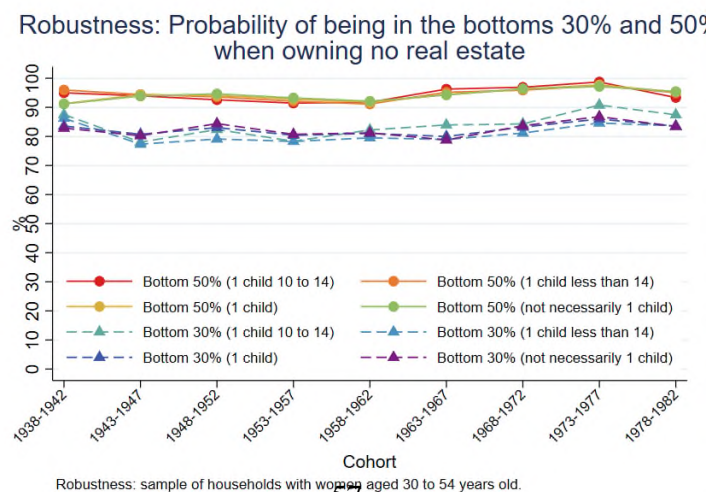 Robustness: Probability of being in the bottoms 30% and 50%
when owning no real estate
100
90
80
70
60
50
%
40
30
20
10
0
Bottom 50% (1 child 10 to 14)
Bottom 50% (1 child less than 14)
Bottom 50% (1 child)
Bottom 50% (not necessarily 1 child)
Bottom 30% (1 child 10 to 14)
Bottom 30% (1 child less than 14)
Bottom 30% (1 child)
Bottom 30% (not necessarily 1 child)
1938-1942
1943-1947
1948-1952
1953-1957
1958-1962
1963-1967
1968-1972
1973-1977
1978-1982
Cohort
Robustness: sample of households with women aged 30 to 54 years old.